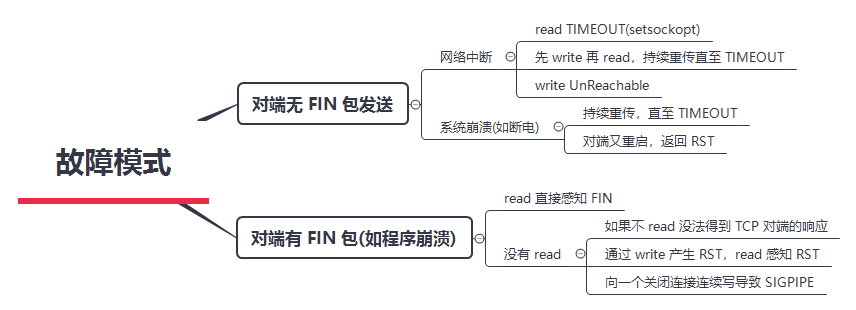 故障模式
对端无 FIN 包发送
网络中断
read TIMEOUT(setsockopt)
先 write 再 read，持续重传直至 TIMEOUT
write UnReachable
系统崩溃(如断电)
持续重传，直至 TIMEOUT
对端又重启，返回 RST
对端有 FIN 包(如程序崩溃)
read 直接感知 FIN
没有 read
如果不 read 没法得到 TCP 对端的响应
通过 write 产生 RST，read 感知 RST
向一个关闭连接连续写导致 SIGPIPE